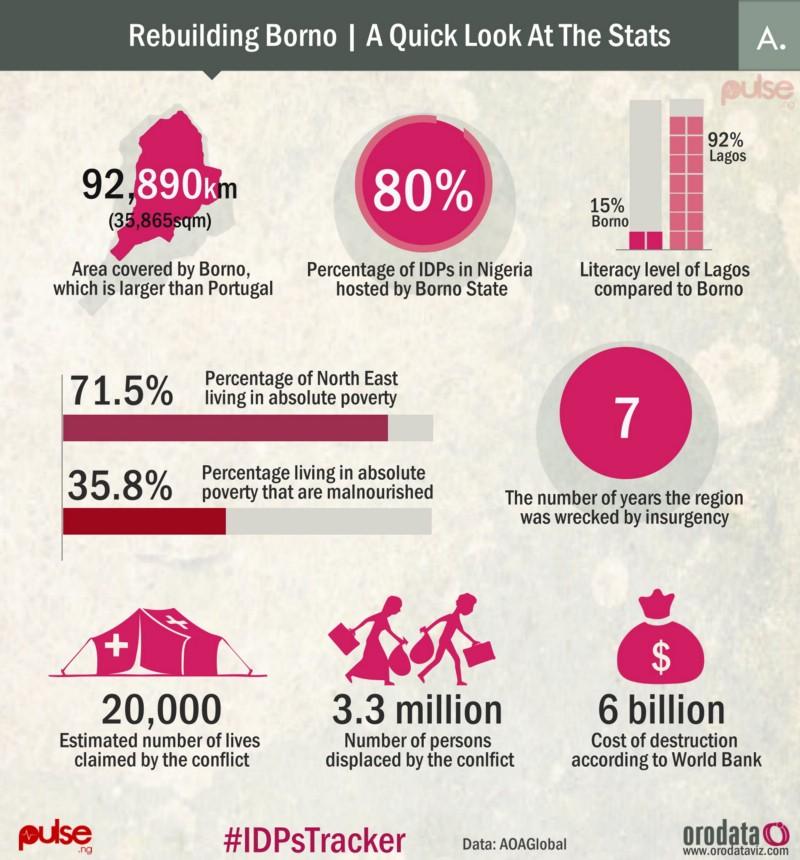 Rebuilding Borno | A Quick Look At The Stats
A.
pulse
.ng
92,890km
(35,865sqm)
Area covered by Borno,
which is larger than Portugal
80%
Percentage of IDPs in Nigeria
hosted by Borno State
92%
Lagos
15%
Borno
Literacy level of Lagos
compared to Borno
71.5%
Percentage of North East
living in absolute poverty
35.8%
Percentage living in absolute
poverty that are malnourished
7
The number of years the region
was wrecked by insurgency
20,000
Estimated number of lives
claimed by the conflict
3.3 million
Number of persons
displaced by the conlfict
$
6 billion
Cost of destruction
according to World Bank
pulse
.ng
#IDPsTracker
Data: AOAGlobal
orodata
www.orodataviz.com